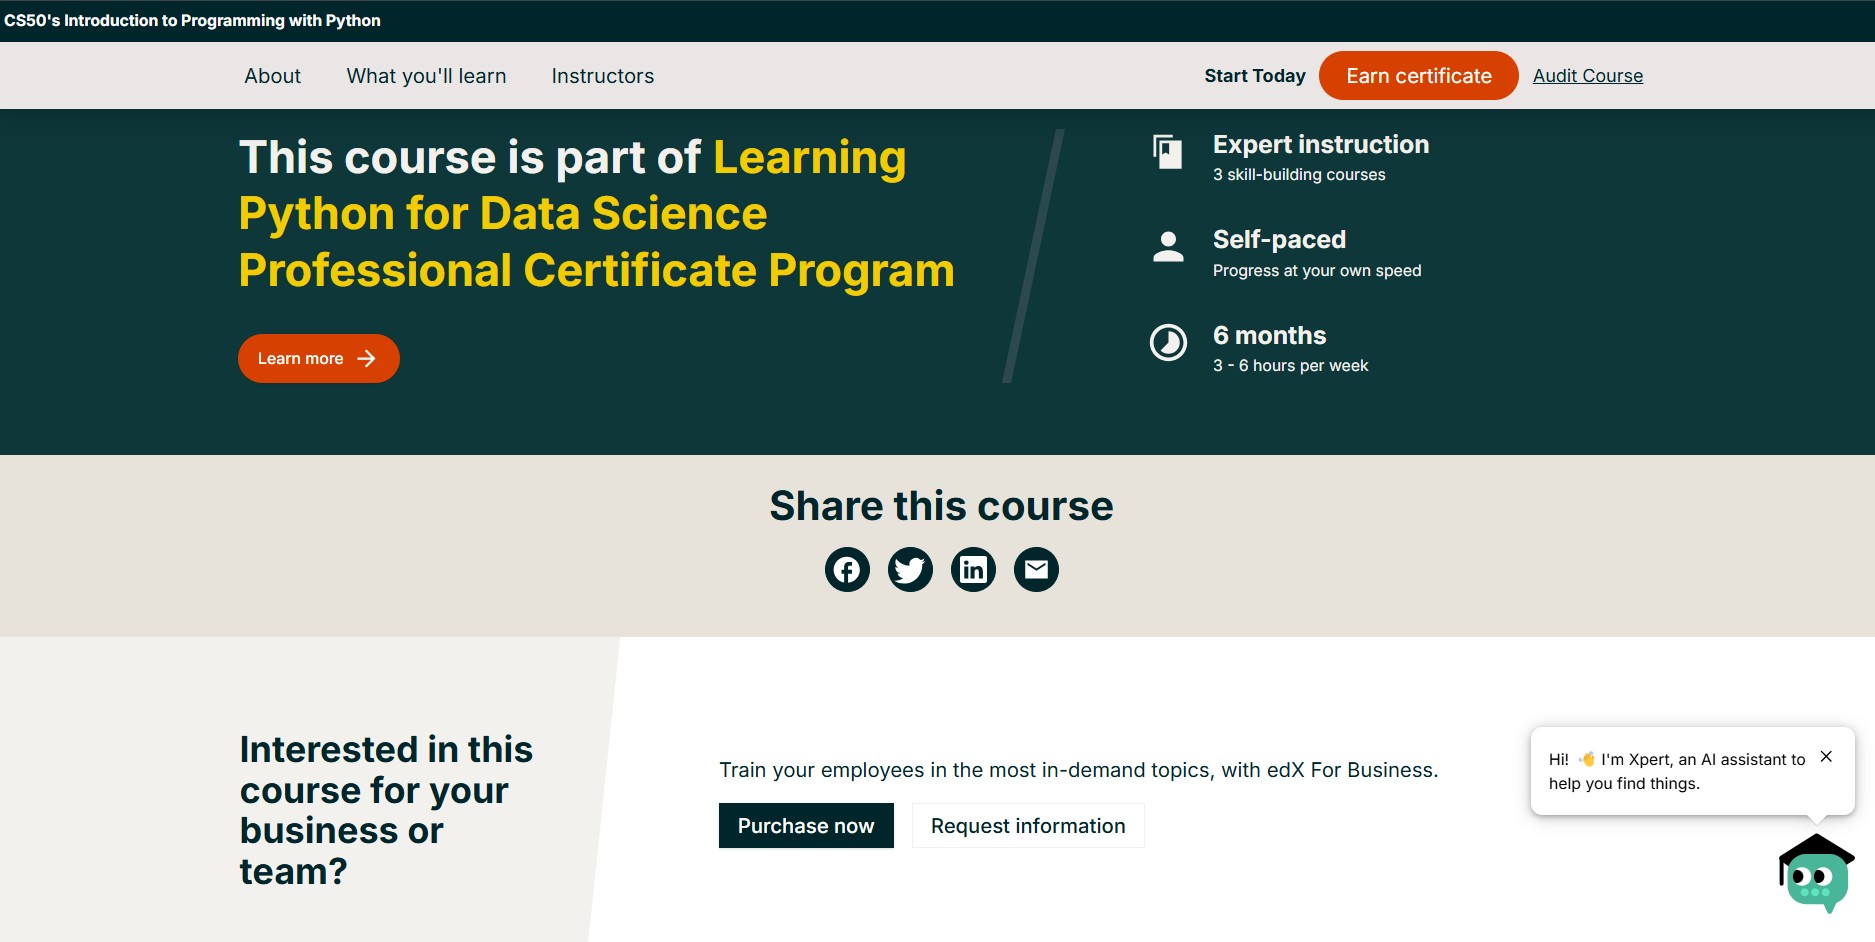 CS50's Introduction to Programming with Python
About
What you'll learn
Instructors
Start Today
Earn certificate
Audit Course
This course is part of Learning
Python for Data Science
Professional Certificate Program
Learn more
Expert instruction
3 skill-building courses
Self-paced
Progress at your own speed
6 months
3 - 6 hours per week
Share this course
Interested in this
course for your
business or
team?
Train your employees in the most in-demand topics, with edX For Business.
Purchase now
Request information
Hi! 👋 I'm Xpert, an AI assistant to
help you find things.